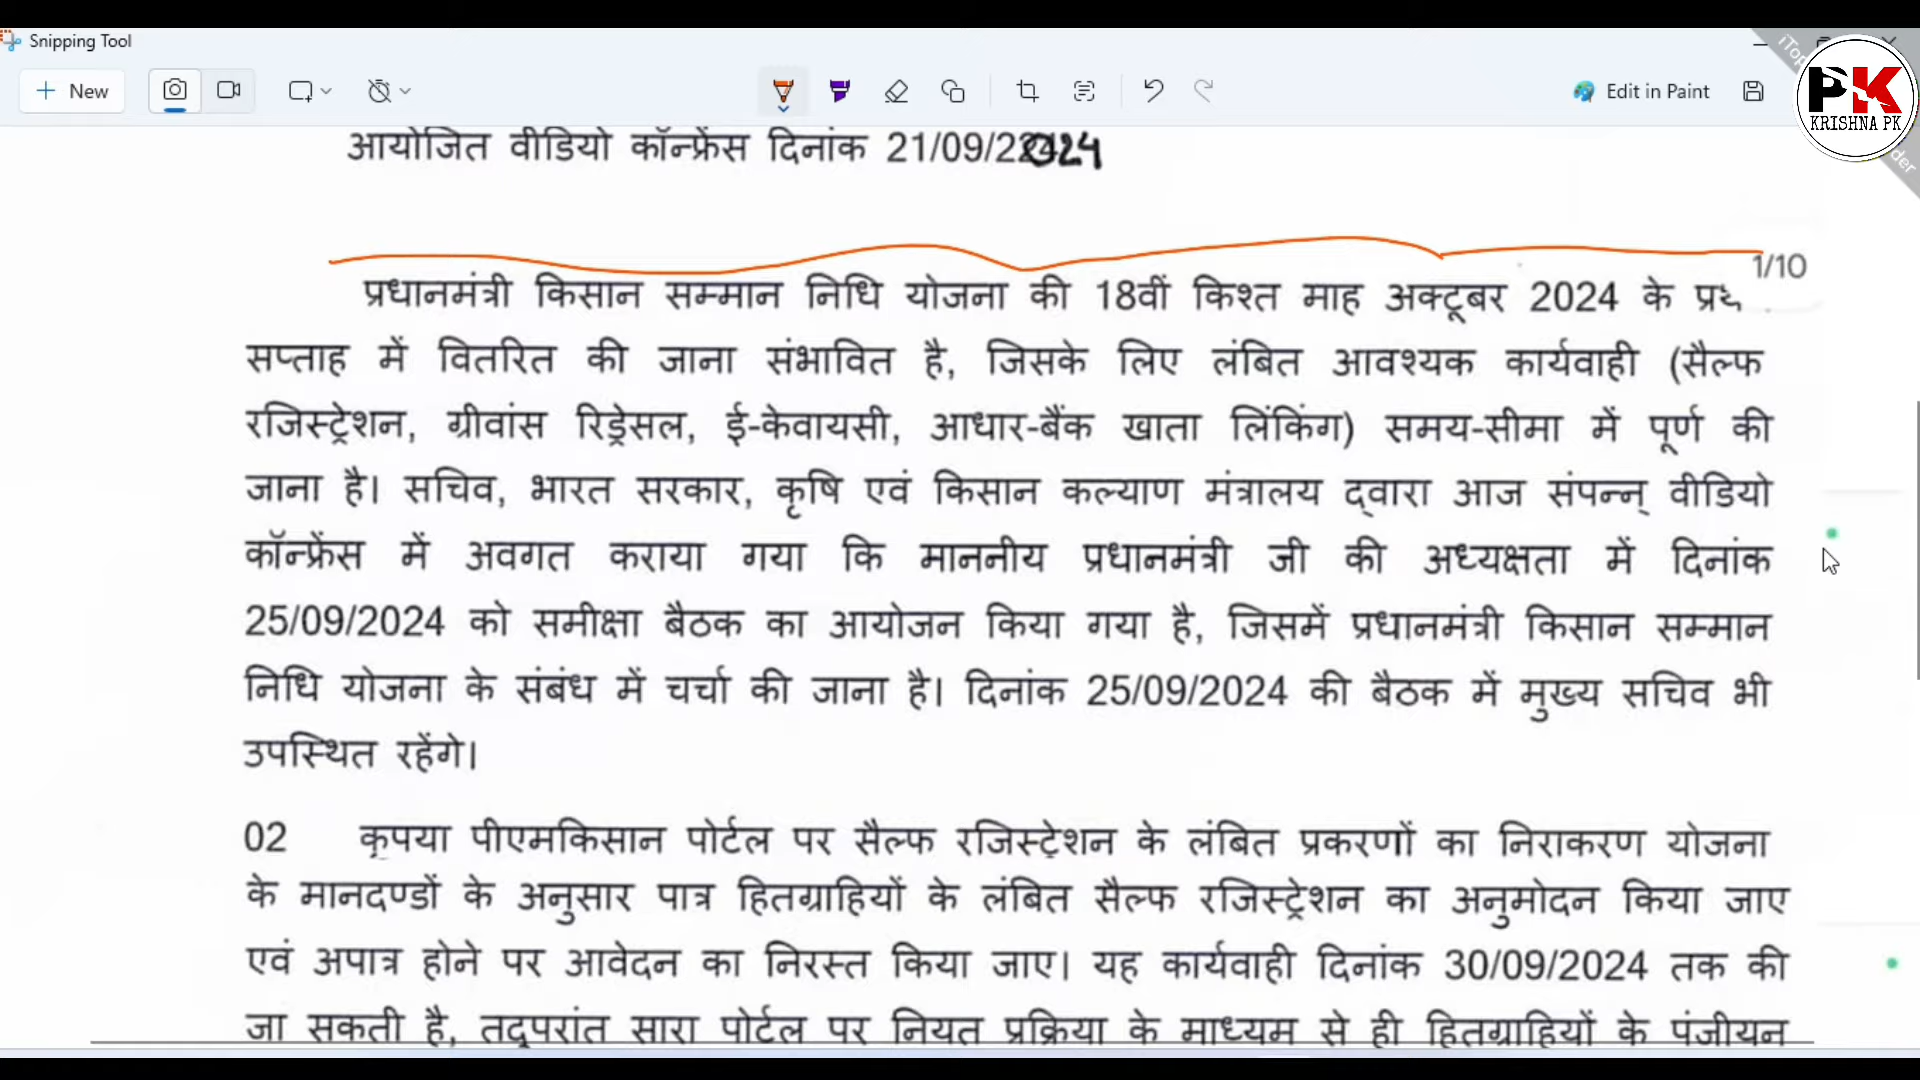 Snipping Tool
New
Edit in Paint
PK
KRISHNA PK
आयोजित वीडियो कॉन्फ्रेंस दिनांक 21/09/2024
1/10
प्रधानमंत्री किसान सम्मान निधि योजना की 18वीं किश्त माह अक्टूबर 2024 के
सप्ताह में वितरित की जाना संभावित है, जिसके लिए लंबित आवश्यक कार्यवाही (सैल्फ
रजिस्ट्रेशन, ग्रीवांस रिड्रेसल, ई-केवायसी, आधार-बैंक खाता लिंकिंग) समय-सीमा में पूर्ण की
जाना है। सचिव, भारत सरकार, कृषि एवं किसान कल्याण मंत्रालय द्वारा आज संपन्न् वीडियो
कॉन्फ्रेंस में अवगत कराया गया कि माननीय प्रधानमंत्री जी की अध्यक्षता में दिनांक
25/09/2024 को समीक्षा बैठक का आयोजन किया गया है, जिसमें प्रधानमंत्री किसान सम्मान
निधि योजना के संबंध में चर्चा की जाना है। दिनांक 25/09/2024 की बैठक में मुख्य सचिव भी
उपस्थित रहेंगे।
02 कृपया पीएमकिसान पोर्टल पर सैल्फ रजिस्ट्रेशन के लंबित प्रकरणों का निराकरण योजना
के मानदण्डों के अनुसार पात्र हितग्राहियों के लंबित सैल्फ रजिस्ट्रेशन का अनुमोदन किया जाए
एवं अपात्र होने पर आवेदन का निरस्त किया जाए। यह कार्यवाही दिनांक 30/09/2024 तक की
जा सकती है, तदुपरांत सारा पोर्टल पर नियत प्रक्रिया के माध्यम से ही हितग्राहियों के पंजीयन